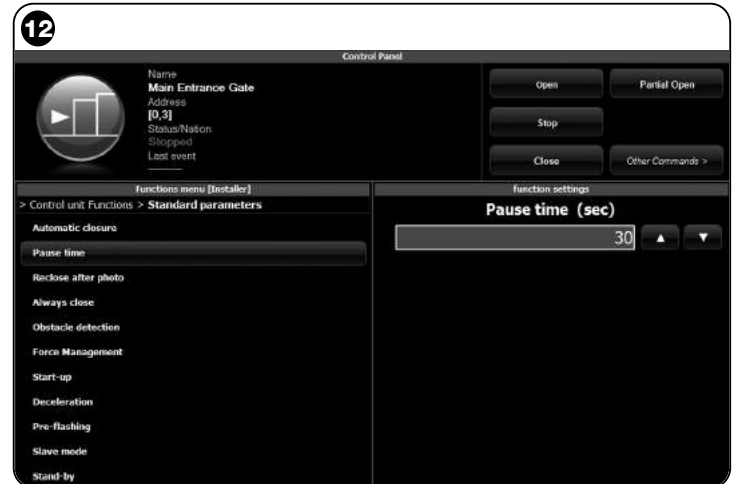 12
Control Panel
Name
Main Entrance Gate
Address
[0,3]
Status/Nation
Stopped
Last event
Open
Partial Open
Stop
Close
Other Commands >
Functions menu [Installer]
> Control unit Functions > Standard parameters
Automatic closure
Pause time
Reclose after photo
Always close
Obstacle detection
Force Management
Start-up
Deceleration
Pre-flashing
Slave mode
Stand-by
function settings
Pause time (sec)
30